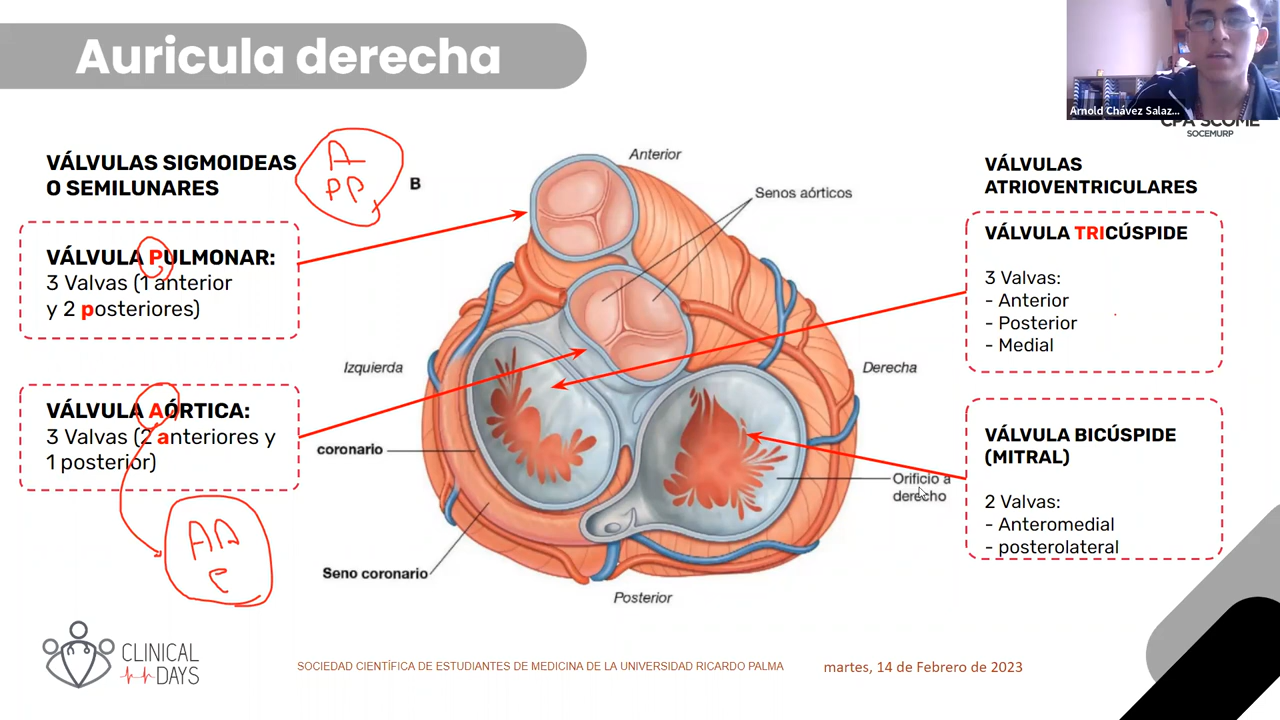 Auricula derecha
Arnold Chávez Salaz...
CPA SCOME
SOCEMURP
VÁLVULAS SIGMOIDEAS
O SEMILUNARES
A
PP
VÁLVULA PULMONAR:
3 Valvas (1 anterior
y 2 posteriores)
VÁLVULA AÓRTICA:
3 Valvas (2 anteriores y
1 posterior)
AA
P
B
Anterior
Senos aórticos
Izquierda
Derecha
coronario
Orificio a
derecho
Seno coronario
Posterior
VÁLVULAS
ATRIOVENTRICULARES
VÁLVULA TRICÚSPIDE
3 Valvas:
- Anterior
- Posterior
- Medial
VÁLVULA BICÚSPIDE
(MITRAL)
2 Valvas:
- Anteromedial
- posterolateral
CLINICAL
DAYS
SOCIEDAD CIENTÍFICA DE ESTUDIANTES DE MEDICINA DE LA UNIVERSIDAD RICARDO PALMA
martes, 14 de Febrero de 2023